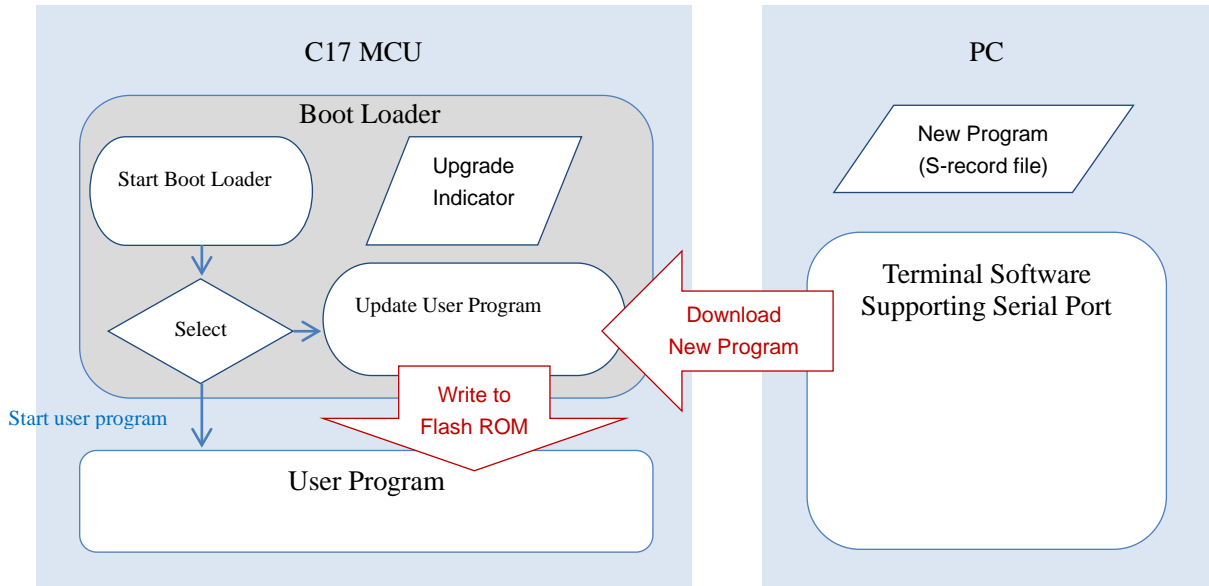 C17 MCU
Boot Loader
Start Boot Loader
Upgrade
Indicator
Select
Update User Program
Start user program
Write to
Flash ROM
User Program
Download
New Program
PC
New Program
(S-record file)
Terminal Software
Supporting Serial Port